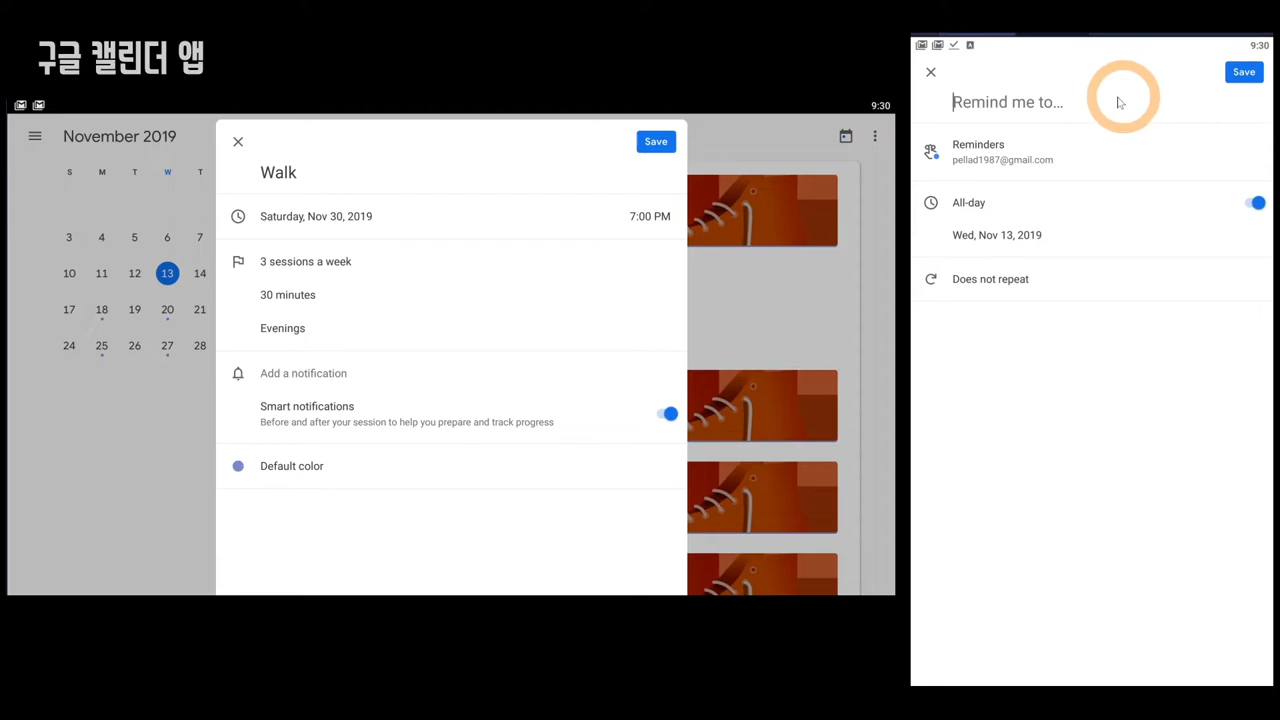 구글 캘린더 앱
9:30
November 2019
S M T W T
3 4 5 6 7
10 11 12 13 14
17 18 19 20 21
24 25 26 27 28
Save
Walk
Saturday, Nov 30, 2019 7:00 PM
3 sessions a week
30 minutes
Evenings
Add a notification
Smart notifications
Before and after your session to help you prepare and track progress
Default color
9:30
Save
Remind me to...
Reminders
pellad1987@gmail.com
All-day
Wed, Nov 13, 2019
Does not repeat